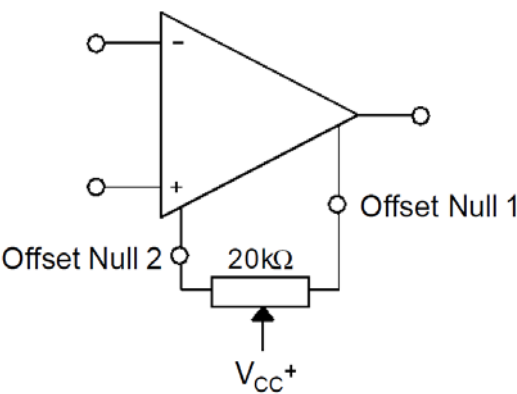 −
+
Offset Null 1
Offset Null 2
20kΩ
VCC+